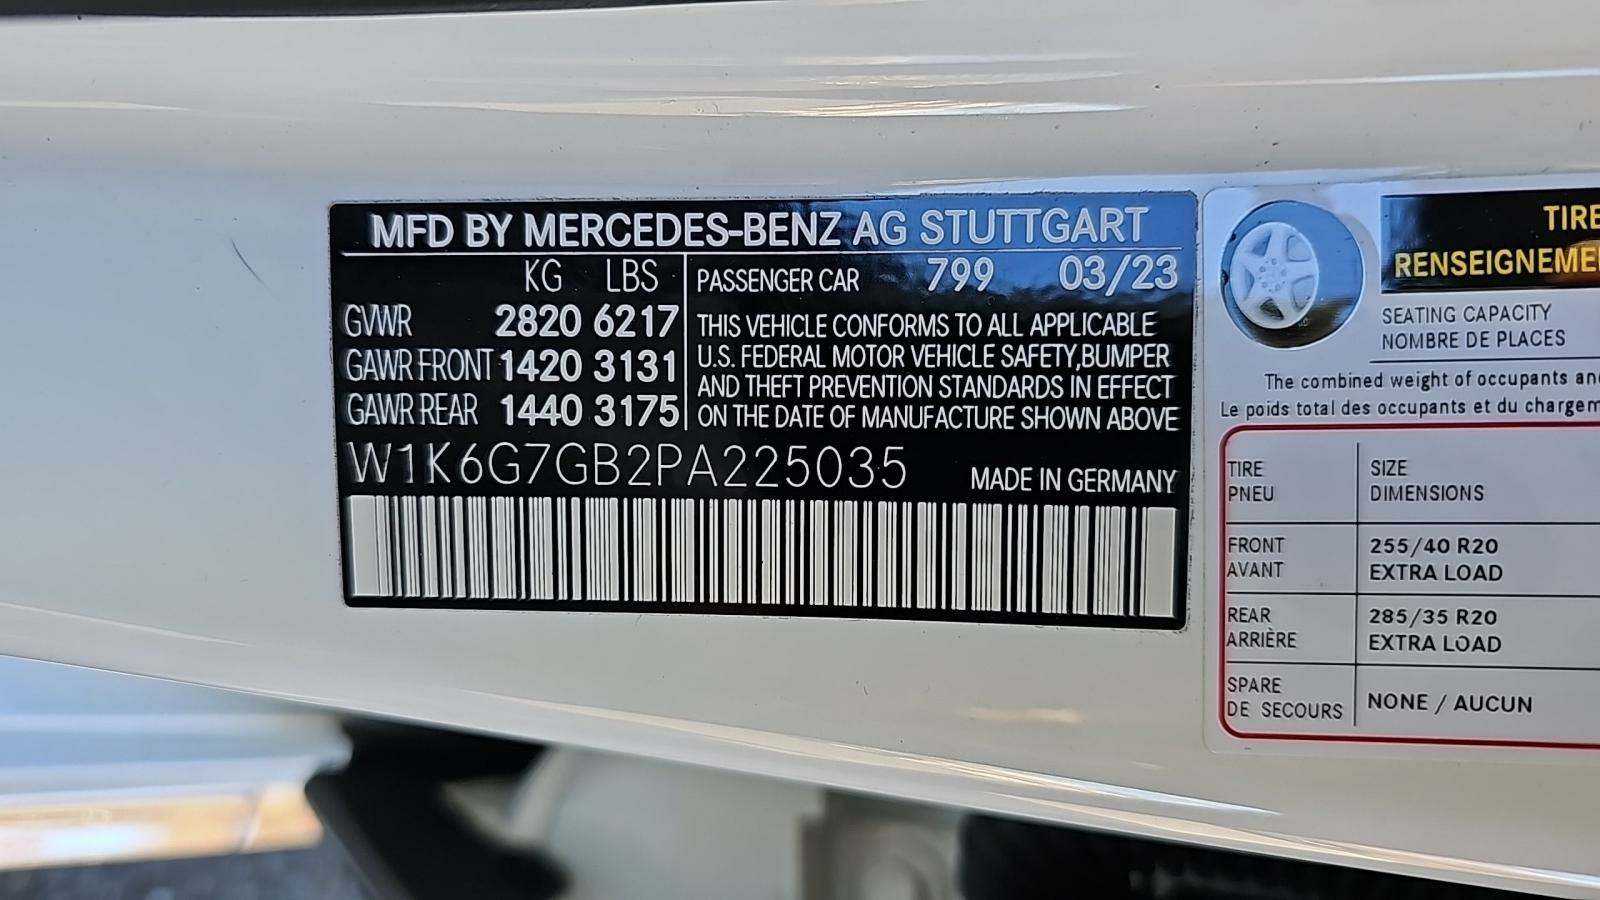 MFD BY MERCEDES-BENZ AG STUTTGART
KG LBS
GVWR 2820 6217
GAWR FRONT 1420 3131
GAWR REAR 1440 3175
PASSENGER CAR 799 03/23
THIS VEHICLE CONFORMS TO ALL APPLICABLE
U.S. FEDERAL MOTOR VEHICLE SAFETY,BUMPER
AND THEFT PREVENTION STANDARDS IN EFFECT
ON THE DATE OF MANUFACTURE SHOWN ABOVE
W1K6G7GB2PA225035
MADE IN GERMANY
TIRE
RENSEIGNEME
SEATING CAPACITY
NOMBRE DE PLACES
The combined weight of occupants and
Le poids total des occupants et du chargem
TIRE
PNEU
SIZE
DIMENSIONS
FRONT
AVANT
255/40 R20
EXTRA LOAD
REAR
ARRIÈRE
285/35 R20
EXTRA LOAD
SPARE
DE SECOURS
NONE / AUCUN